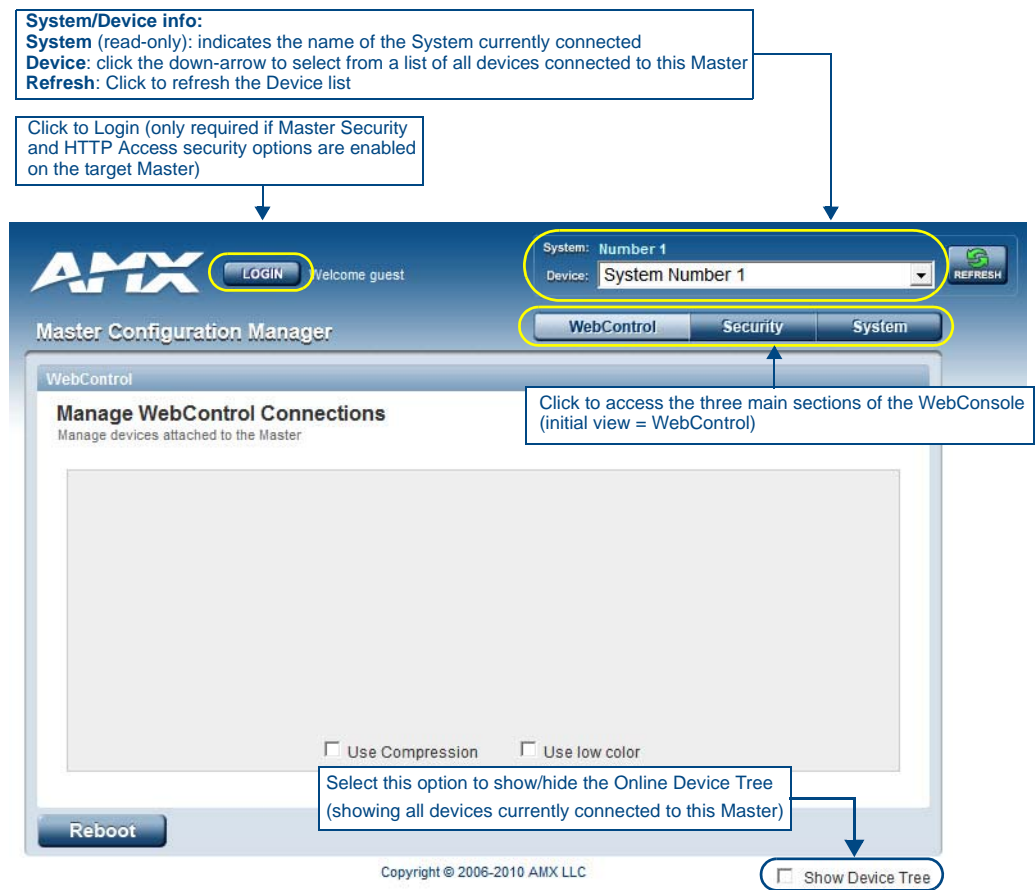 System/Device info:
System (read-only): indicates the name of the System currently connected
Device: click the down-arrow to select from a list of all devices connected to this Master
Refresh: Click to refresh the Device list
Click to Login (only required if Master Security
and HTTP Access security options are enabled
on the target Master)
AMX
LOGIN
Welcome guest
System: Number 1
Device: System Number 1
REFRESH
Master Configuration Manager
WebControl
Security
System
WebControl
Manage WebControl Connections
Manage devices attached to the Master
Click to access the three main sections of the WebConsole
(initial view = WebControl)
Use Compression
Use low color
Select this option to show/hide the Online Device Tree
(showing all devices currently connected to this Master)
Reboot
Copyright © 2006-2010 AMX LLC
Show Device Tree